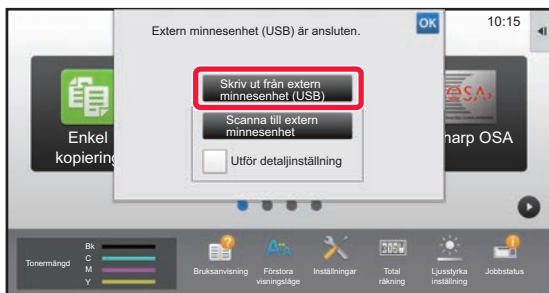 Extern minnesenhet (USB) är ansluten.
OK
10:15
Skriv ut från extern
minnesenhet (USB)
Scanna till extern
minnesenhet
Utför detaljinställning
Enkel
kopiering
harp OSA
Tonermängd
Bk
C
M
Y
Bruksanvisning
Förstora
visningsläge
Inställningar
Total
räkning
Ljusstyrka
inställning
Jobbstatus